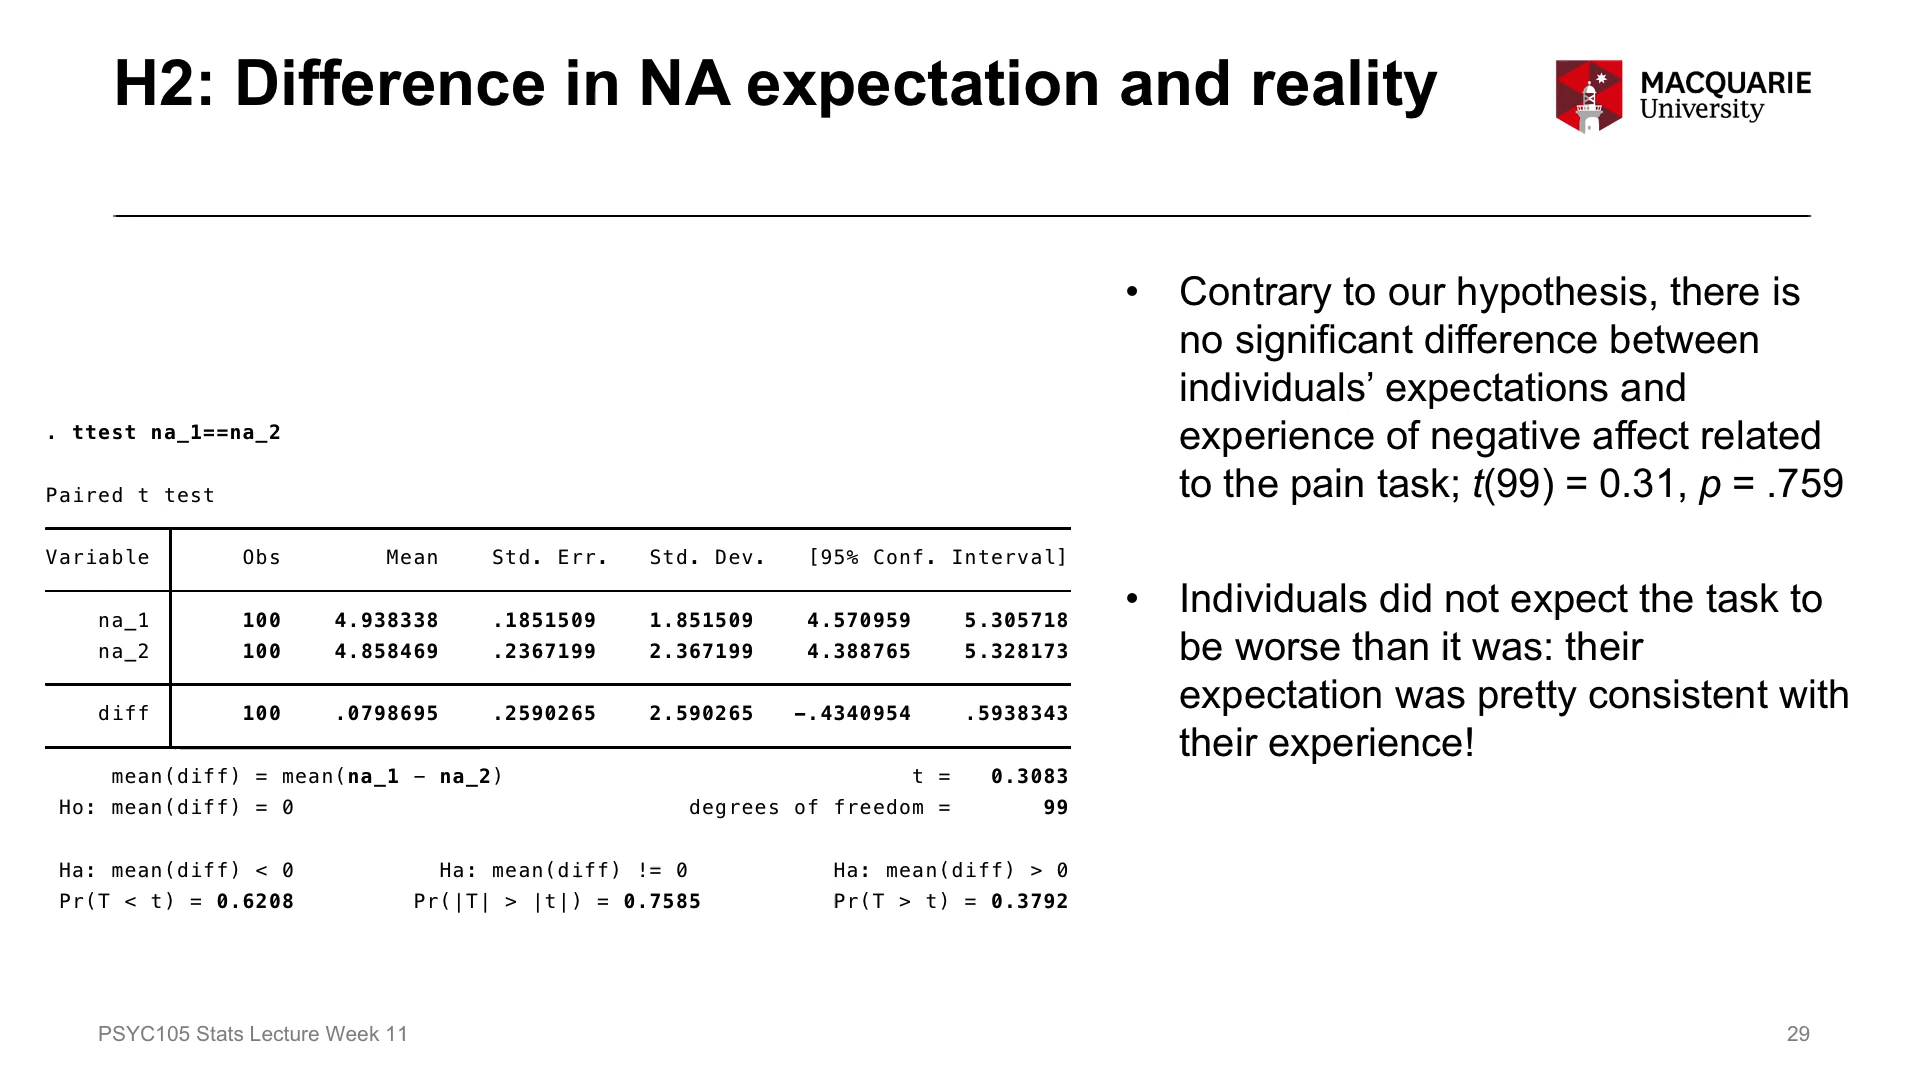 H2: Difference in NA expectation and reality
MACQUARIE
University
. ttest na_1==na_2
Paired t test
Variable Obs Mean Std. Err. Std. Dev. [95% Conf. Interval]
na_1 100 4.938338 .1851509 1.851509 4.570959 5.305718
na_2 100 4.858469 .2367199 2.367199 4.388765 5.328173
diff 100 .0798695 .2590265 2.590265 −.4340954 .5938343
mean(diff) = mean(na_1 − na_2) t = 0.3083
Ho: mean(diff) = 0 degrees of freedom = 99
Ha: mean(diff) < 0 Ha: mean(diff) != 0 Ha: mean(diff) > 0
Pr(T < t) = 0.6208 Pr(|T| > |t|) = 0.7585 Pr(T > t) = 0.3792
• Contrary to our hypothesis, there is
no significant difference between
individuals’ expectations and
experience of negative affect related
to the pain task; t(99) = 0.31, p = .759
• Individuals did not expect the task to
be worse than it was: their
expectation was pretty consistent with
their experience!
PSYC105 Stats Lecture Week 11
29